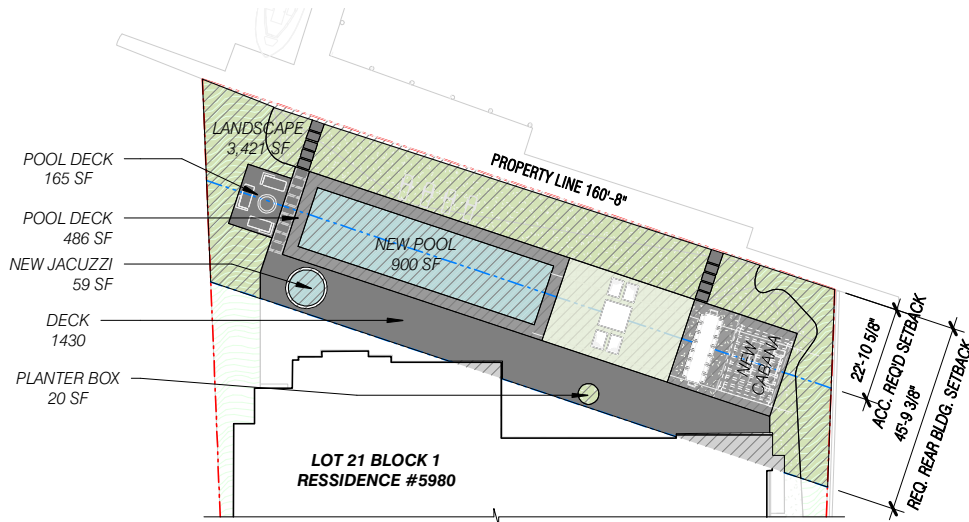 LANDSCAPE
3,421 SF
POOL DECK
165 SF
PROPERTY LINE 160'-8"
POOL DECK
486 SF
NEW POOL
900 SF
NEW JACUZZI
59 SF
DECK
1430
PLANTER BOX
20 SF
NEW
CABANA
22'-10 5/8"
ACC. REQ'D SETBACK
45'-9 3/8"
REQ. REAR BLDG. SETBACK
LOT 21 BLOCK 1
RESSIDENCE #5980